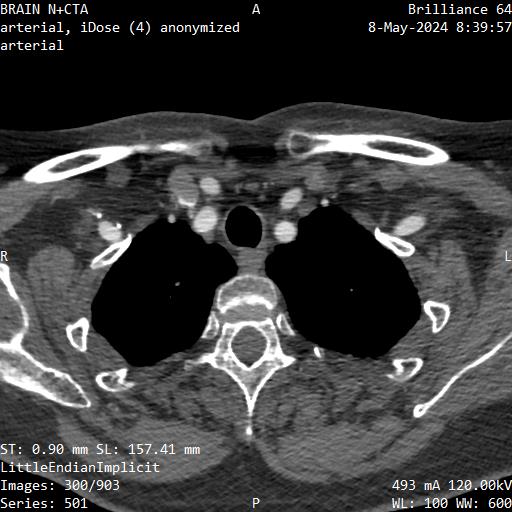 BRAIN N+CTA
A
Brilliance 64
arterial, iDose (4) anonymized
8-May-2024 8:39:57
arterial
R
L
ST: 0.90 mm SL: 157.41 mm
LittleEndianImplicit
Images: 300/903
493 mA 120.00kV
Series: 501
P
WL: 100 WW: 600